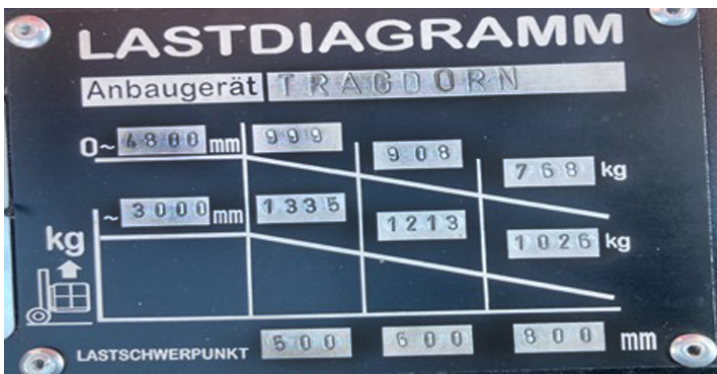 LASTDIAGRAMM
Anbaugerät TRAGDORN
0~ 4800 mm 999 908 768 kg
~ 3000 mm 1335 1213 1026 kg
kg
LASTSCHWERPUNKT 500 600 800 mm